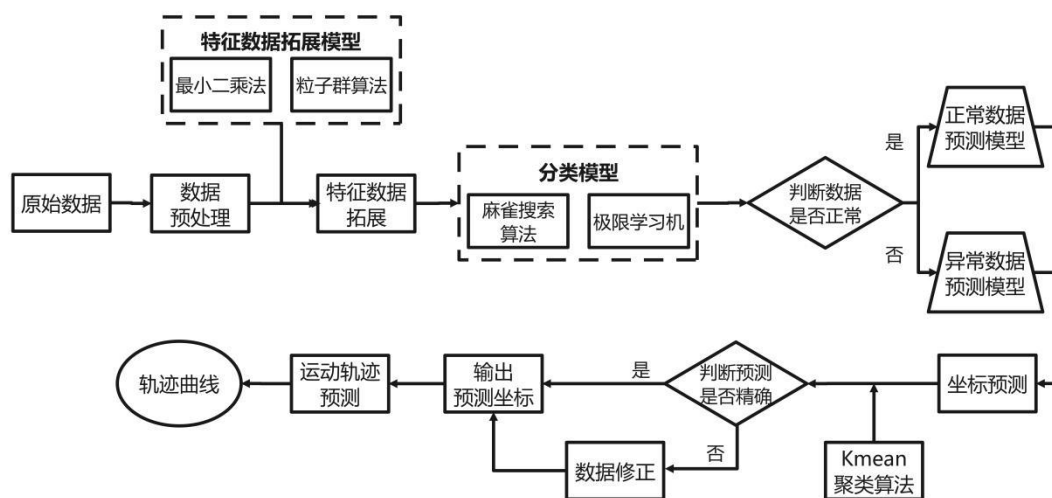 特征数据拓展模型
最小二乘法
粒子群算法
原始数据
数据
预处理
特征数据
拓展
分类模型
麻雀搜索
算法
极限学习机
判断数据
是否正常
是
否
正常数据
预测模型
异常数据
预测模型
坐标预测
Kmean
聚类算法
判断预测
是否精确
是
否
数据修正
输出
预测坐标
运动轨迹
预测
轨迹曲线